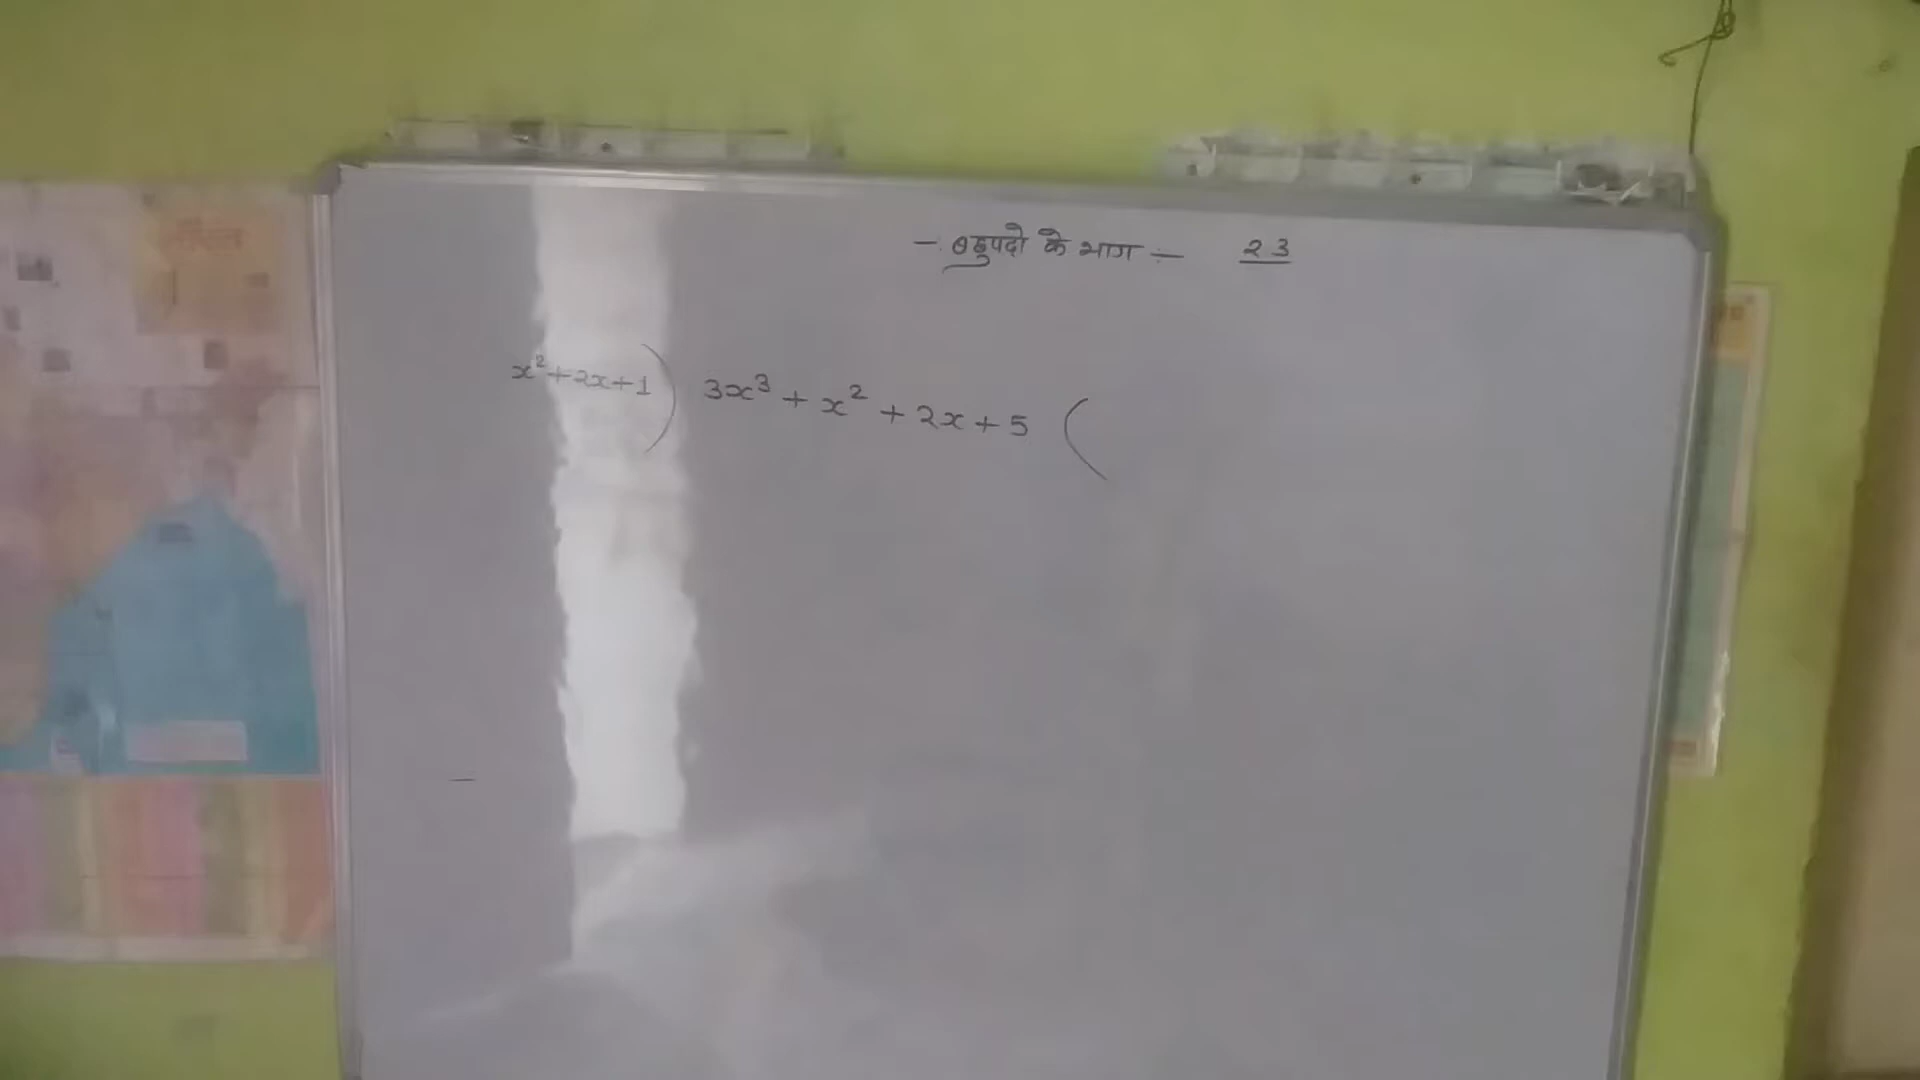 -: बहुपदो के भाग :- 23
x²+2x+1) 3x³ + x² + 2x + 5 (